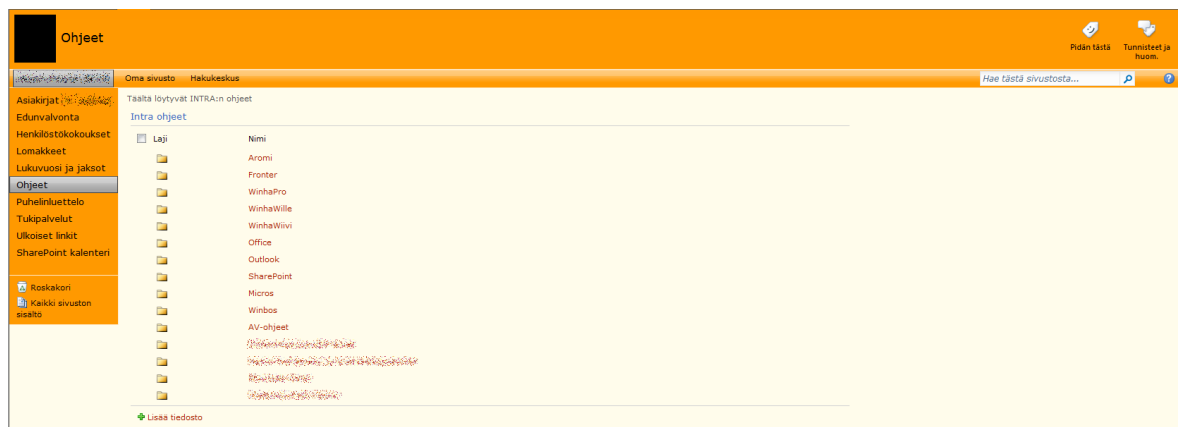 Ohjeet
Pidän tästä
Tunnisteet ja
huom.
Oma sivusto
Hakukeskus
Hae tästä sivustosta...
Asiakirjat
Edunvalvonta
Henkilöstökokoukset
Lomakkeet
Lukuvuosi ja jaksot
Ohjeet
Puhelinluettelo
Tukipalvelut
Ulkoiset linkit
SharePoint kalenteri
Roskakori
Kaikki sivuston
sisältö
Täältä löytyvät INTRA:n ohjeet
Intra ohjeet
Laji Nimi
Aromi
Fronter
WinhaPro
WinhaWille
WinhaWiivi
Office
Outlook
SharePoint
Micros
Winbos
AV-ohjeet
Lisää tiedosto